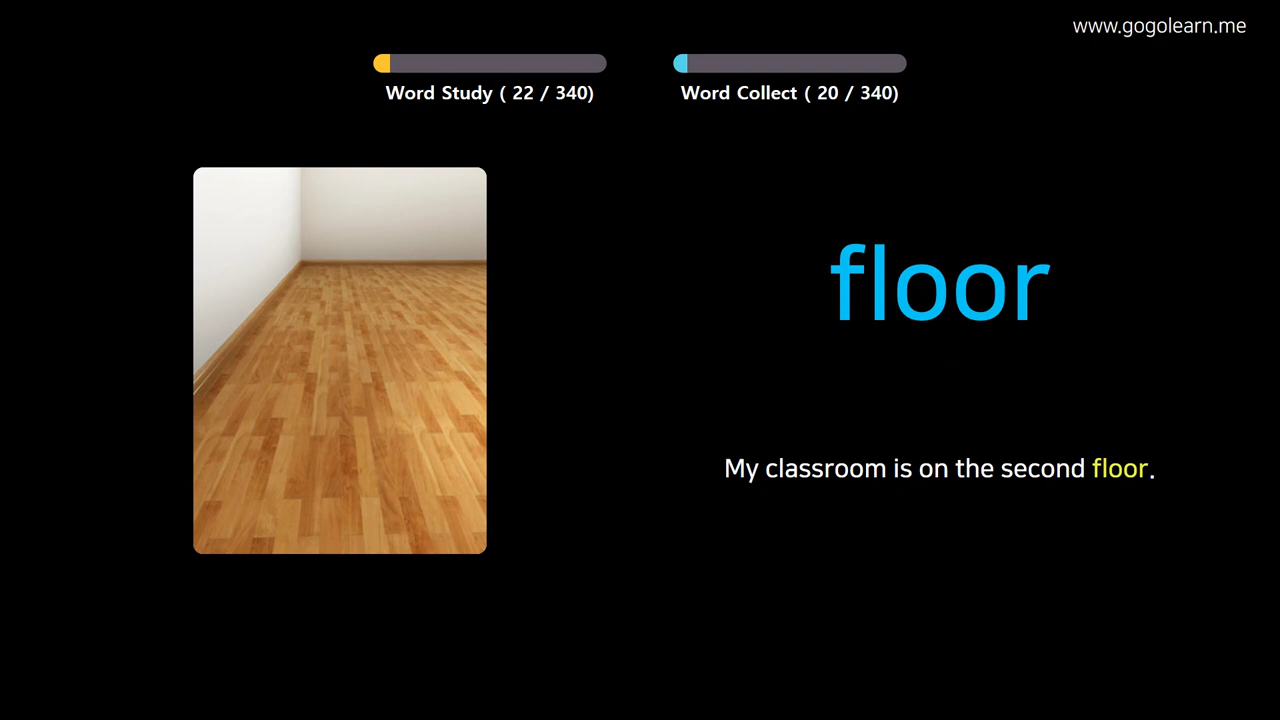 www.gogolearn.me
Word Study ( 22 / 340)
Word Collect ( 20 / 340)
floor
My classroom is on the second floor.